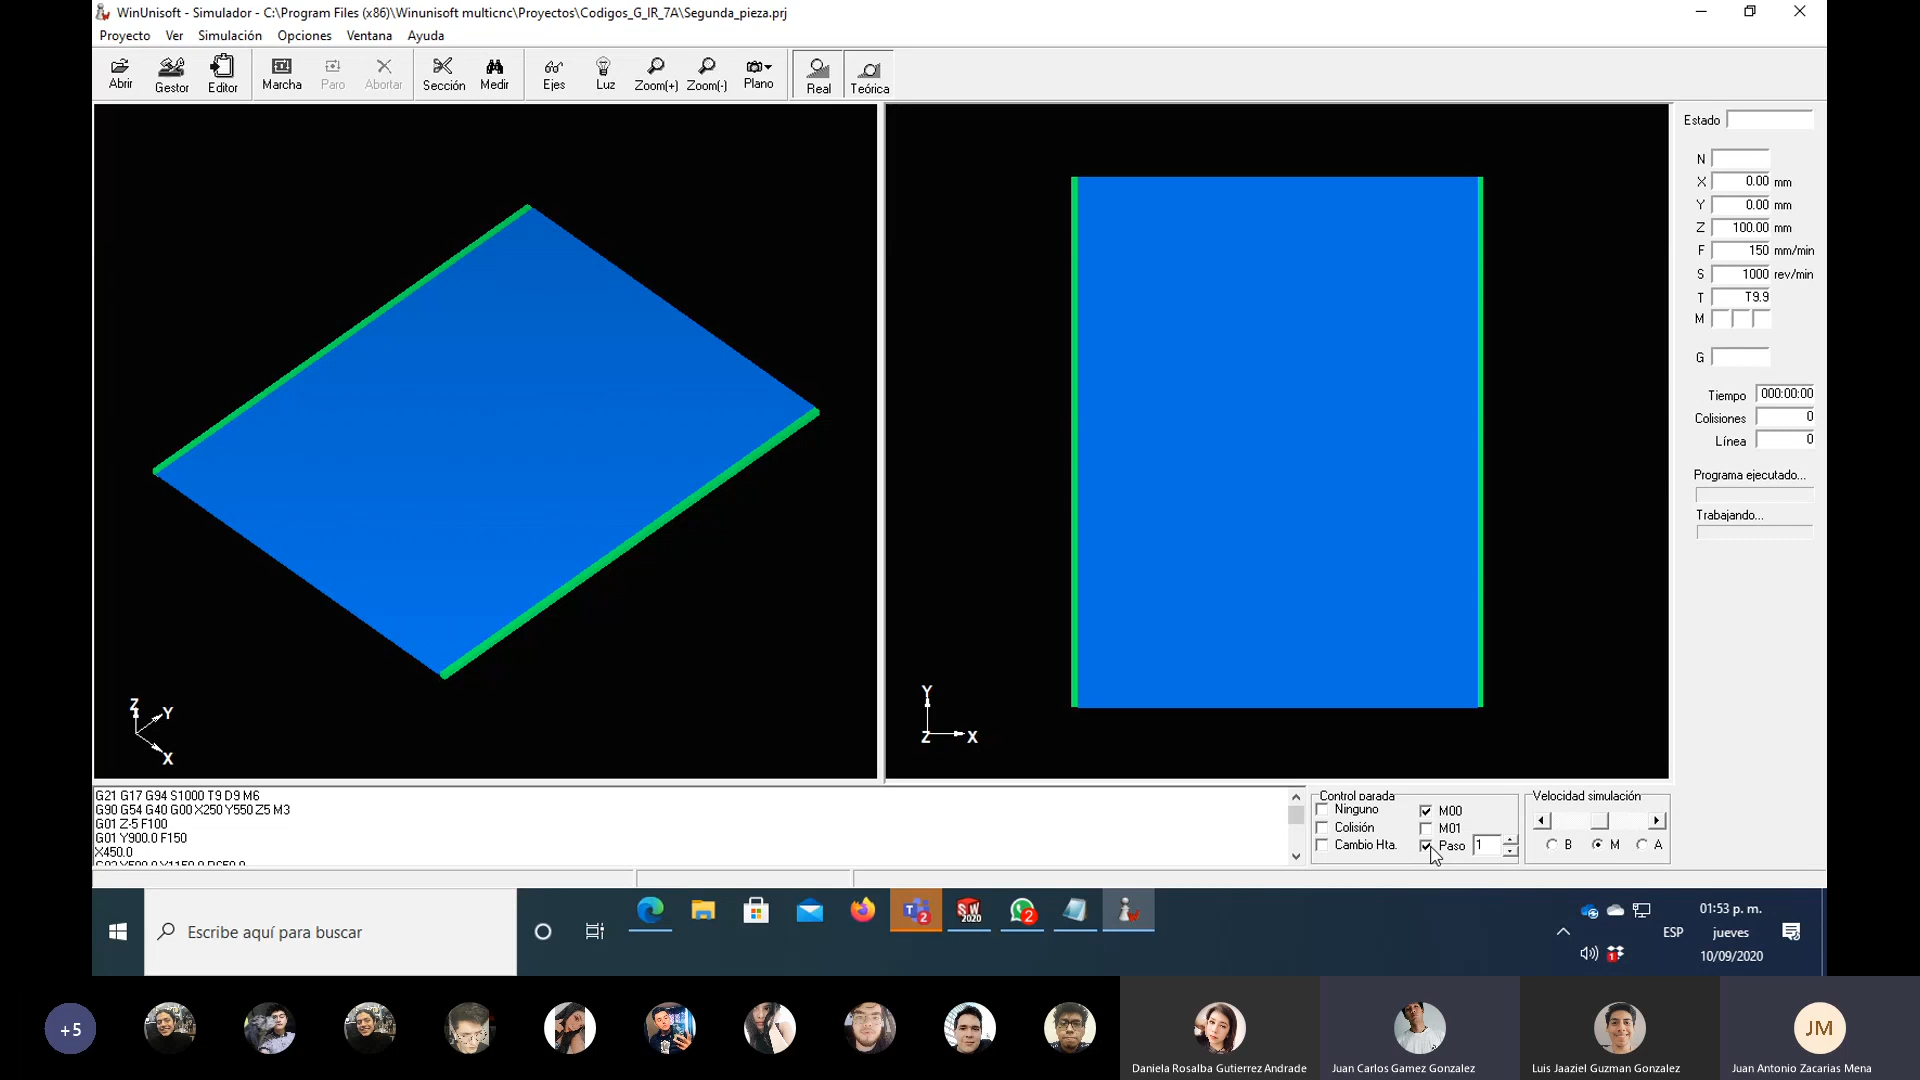 WinUnisoft - Simulador - C:\Program Files (x86)\Winunisoft multicnc\Proyectos\Codigos_G_IR_7A\Segunda_pieza.prj
Proyecto Ver Simulación Opciones Ventana Ayuda
Abrir Gestor Editor Marcha Paro Abortar Sección Medir Ejes Luz Zoom(+) Zoom(-) Plano Real Teórica
Estado
N
X 0.00 mm
Y 0.00 mm
Z 100.00 mm
F 150 mm/min
S 1000 rev/min
T T9.9
M
G
Tiempo 000:00:00
Colisiones 0
Línea 0
Programa ejecutado...
Trabajando...
Z Y X
Y Z X
G21 G17 G94 S1000 T9 D9 M6
G90 G54 G40 G00 X250 Y550 Z5 M3
G01 Z-5 F100
G01 Y900.0 F150
X450.0
Control parada
Ninguno M00
Colisión M01
Cambio Hta. Paso 1
Velocidad simulación
B M A
Escribe aquí para buscar
2
SW
2020
2
ESP
1
01:53 p. m.
jueves
10/09/2020
+5
JM
Daniela Rosalba Gutierrez Andrade
Juan Carlos Gamez Gonzalez
Luis Jaaziel Guzman Gonzalez
Juan Antonio Zacarias Mena